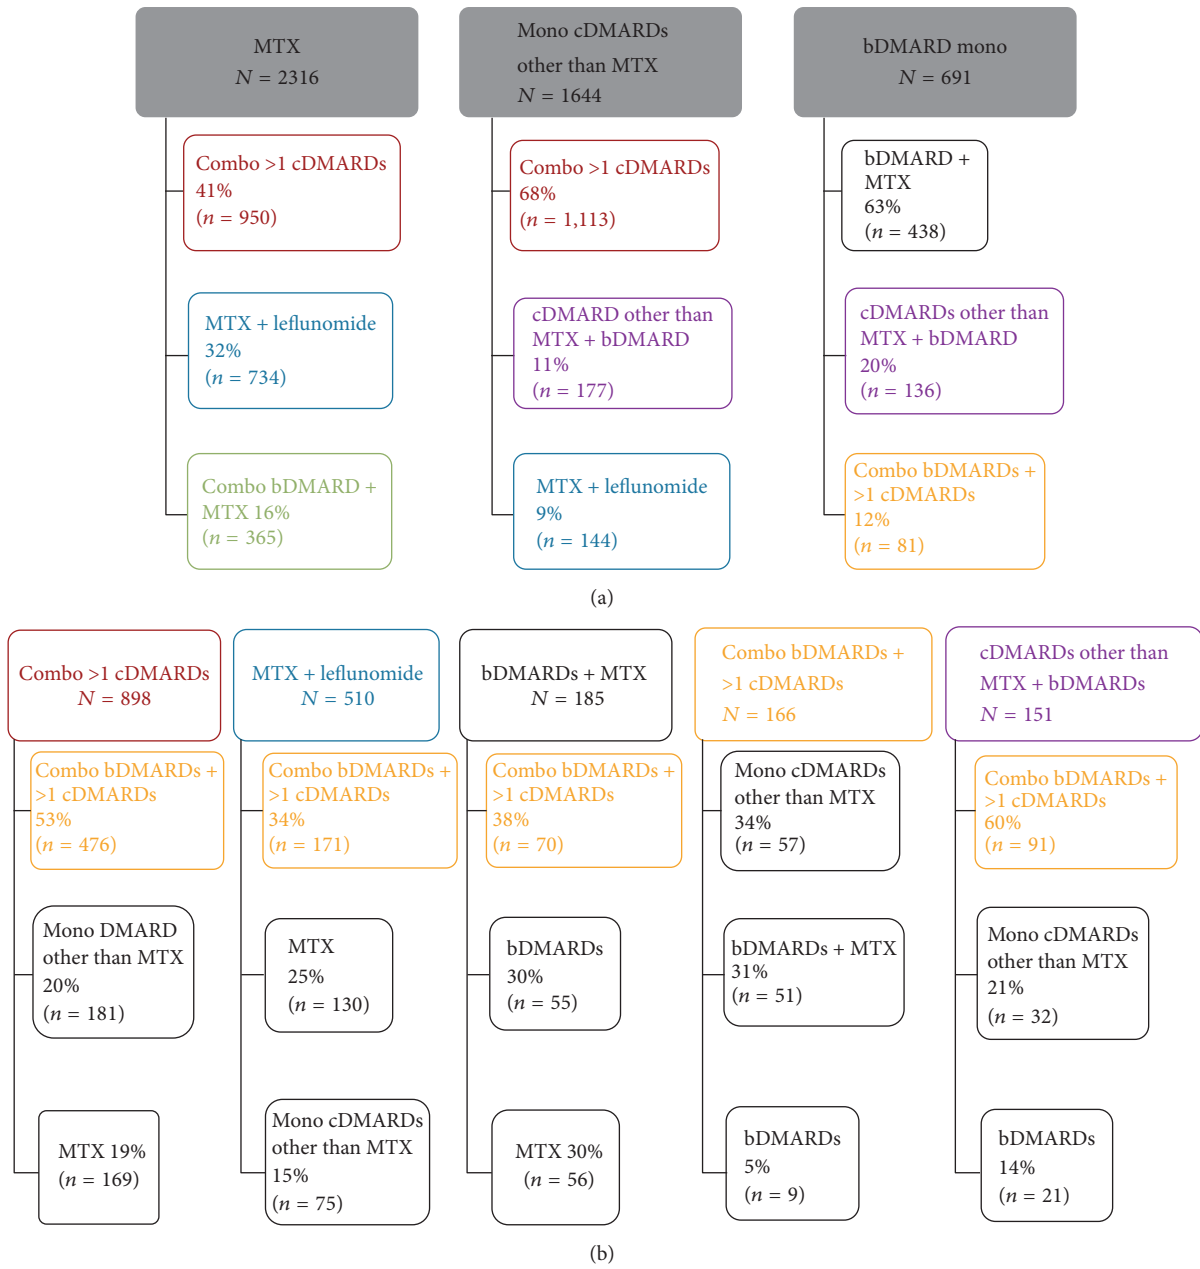 MTX
N = 2316
Mono cDMARDs
other than MTX
N = 1644
bDMARD mono
N = 691
Combo >1 cDMARDs
41%
(n = 950)
Combo >1 cDMARDs
68%
(n = 1,113)
bDMARD +
MTX
63%
(n = 438)
MTX + leflunomide
32%
(n = 734)
cDMARD other than
MTX + bDMARD
11%
(n = 177)
cDMARDs other than
MTX + bDMARD
20%
(n = 136)
Combo bDMARD +
MTX 16%
(n = 365)
MTX + leflunomide
9%
(n = 144)
Combo bDMARDs +
>1 cDMARDs
12%
(n = 81)
(a)
Combo >1 cDMARDs
N = 898
MTX + leflunomide
N = 510
bDMARDs + MTX
N = 185
Combo bDMARDs +
>1 cDMARDs
N = 166
cDMARDs other than
MTX + bDMARDs
N = 151
Combo bDMARDs +
>1 cDMARDs
53%
(n = 476)
Combo bDMARDs +
>1 cDMARDs
34%
(n = 171)
Combo bDMARDs +
>1 cDMARDs
38%
(n = 70)
Mono cDMARDs
other than MTX
34%
(n = 57)
Combo bDMARDs +
>1 cDMARDs
60%
(n = 91)
Mono DMARD
other than MTX
20%
(n = 181)
MTX
25%
(n = 130)
bDMARDs
30%
(n = 55)
bDMARDs + MTX
31%
(n = 51)
Mono cDMARDs
other than MTX
21%
(n = 32)
MTX 19%
(n = 169)
Mono cDMARDs
other than MTX
15%
(n = 75)
MTX 30%
(n = 56)
bDMARDs
5%
(n = 9)
bDMARDs
14%
(n = 21)
(b)